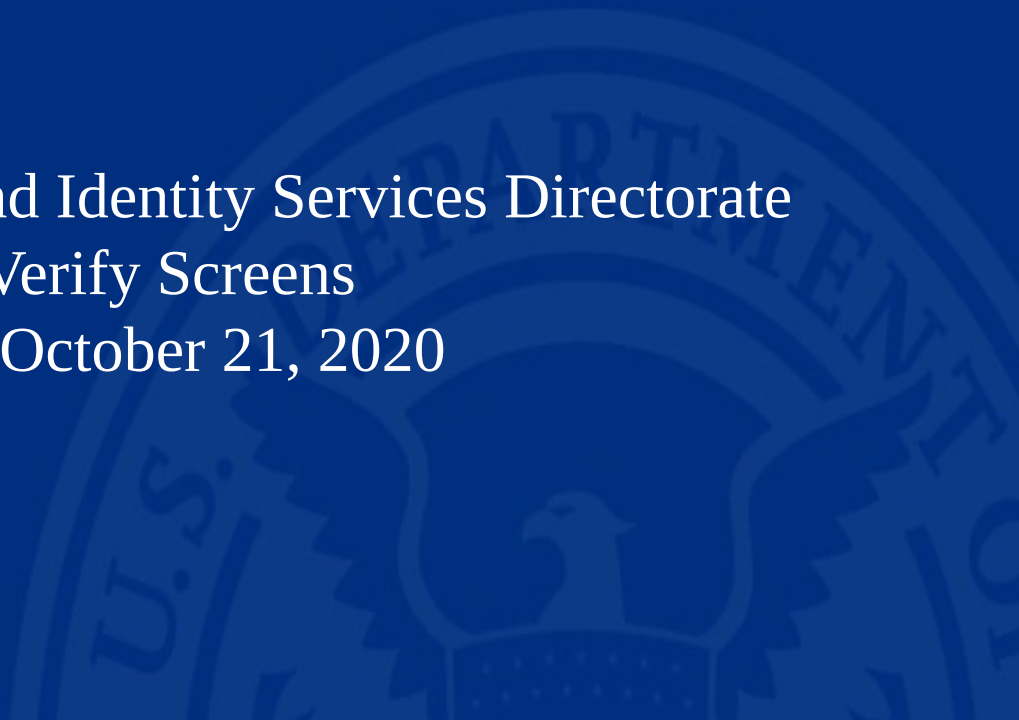 nd Identity Services Directorate
Verify Screens
October 21, 2020
U.S. DEPARTMENT